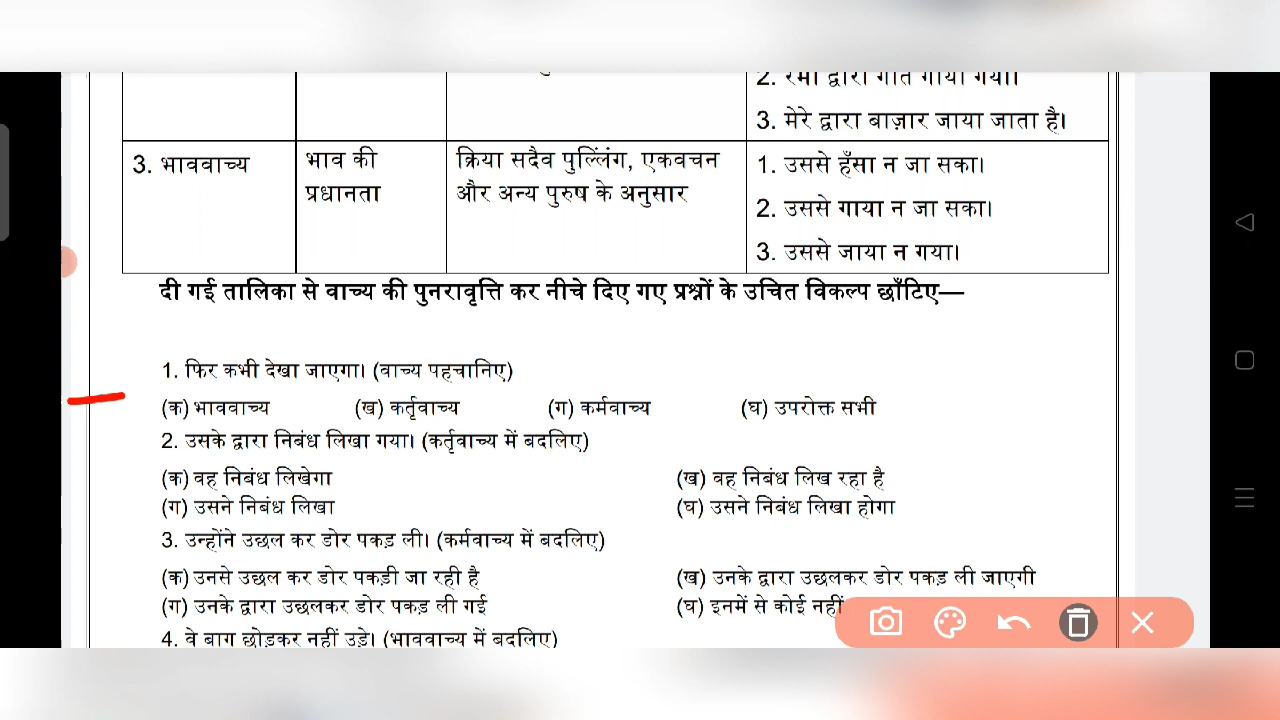 2. रमा द्वारा गीत गाया गया।
3. मेरे द्वारा बाज़ार जाया जाता है।
3. भाववाच्य
भाव की
प्रधानता
क्रिया सदैव पुल्लिंग, एकवचन
और अन्य पुरुष के अनुसार
1. उससे हँसा न जा सका।
2. उससे गाया न जा सका।
3. उससे जाया न गया।
दी गई तालिका से वाच्य की पुनरावृत्ति कर नीचे दिए गए प्रश्नों के उचित विकल्प छाँटिए—
1. फिर कभी देखा जाएगा। (वाच्य पहचानिए)
(क) भाववाच्य (ख) कर्तृवाच्य (ग) कर्मवाच्य (घ) उपरोक्त सभी
2. उसके द्वारा निबंध लिखा गया। (कर्तृवाच्य में बदलिए)
(क) वह निबंध लिखेगा (ख) वह निबंध लिख रहा है
(ग) उसने निबंध लिखा (घ) उसने निबंध लिखा होगा
3. उन्होंने उछल कर डोर पकड़ ली। (कर्मवाच्य में बदलिए)
(क) उनसे उछल कर डोर पकड़ी जा रही है (ख) उनके द्वारा उछलकर डोर पकड़ ली जाएगी
(ग) उनके द्वारा उछलकर डोर पकड़ ली गई (घ) इनमें से कोई नहीं
4. वे बाग छोड़कर नहीं उड़े। (भाववाच्य में बदलिए)